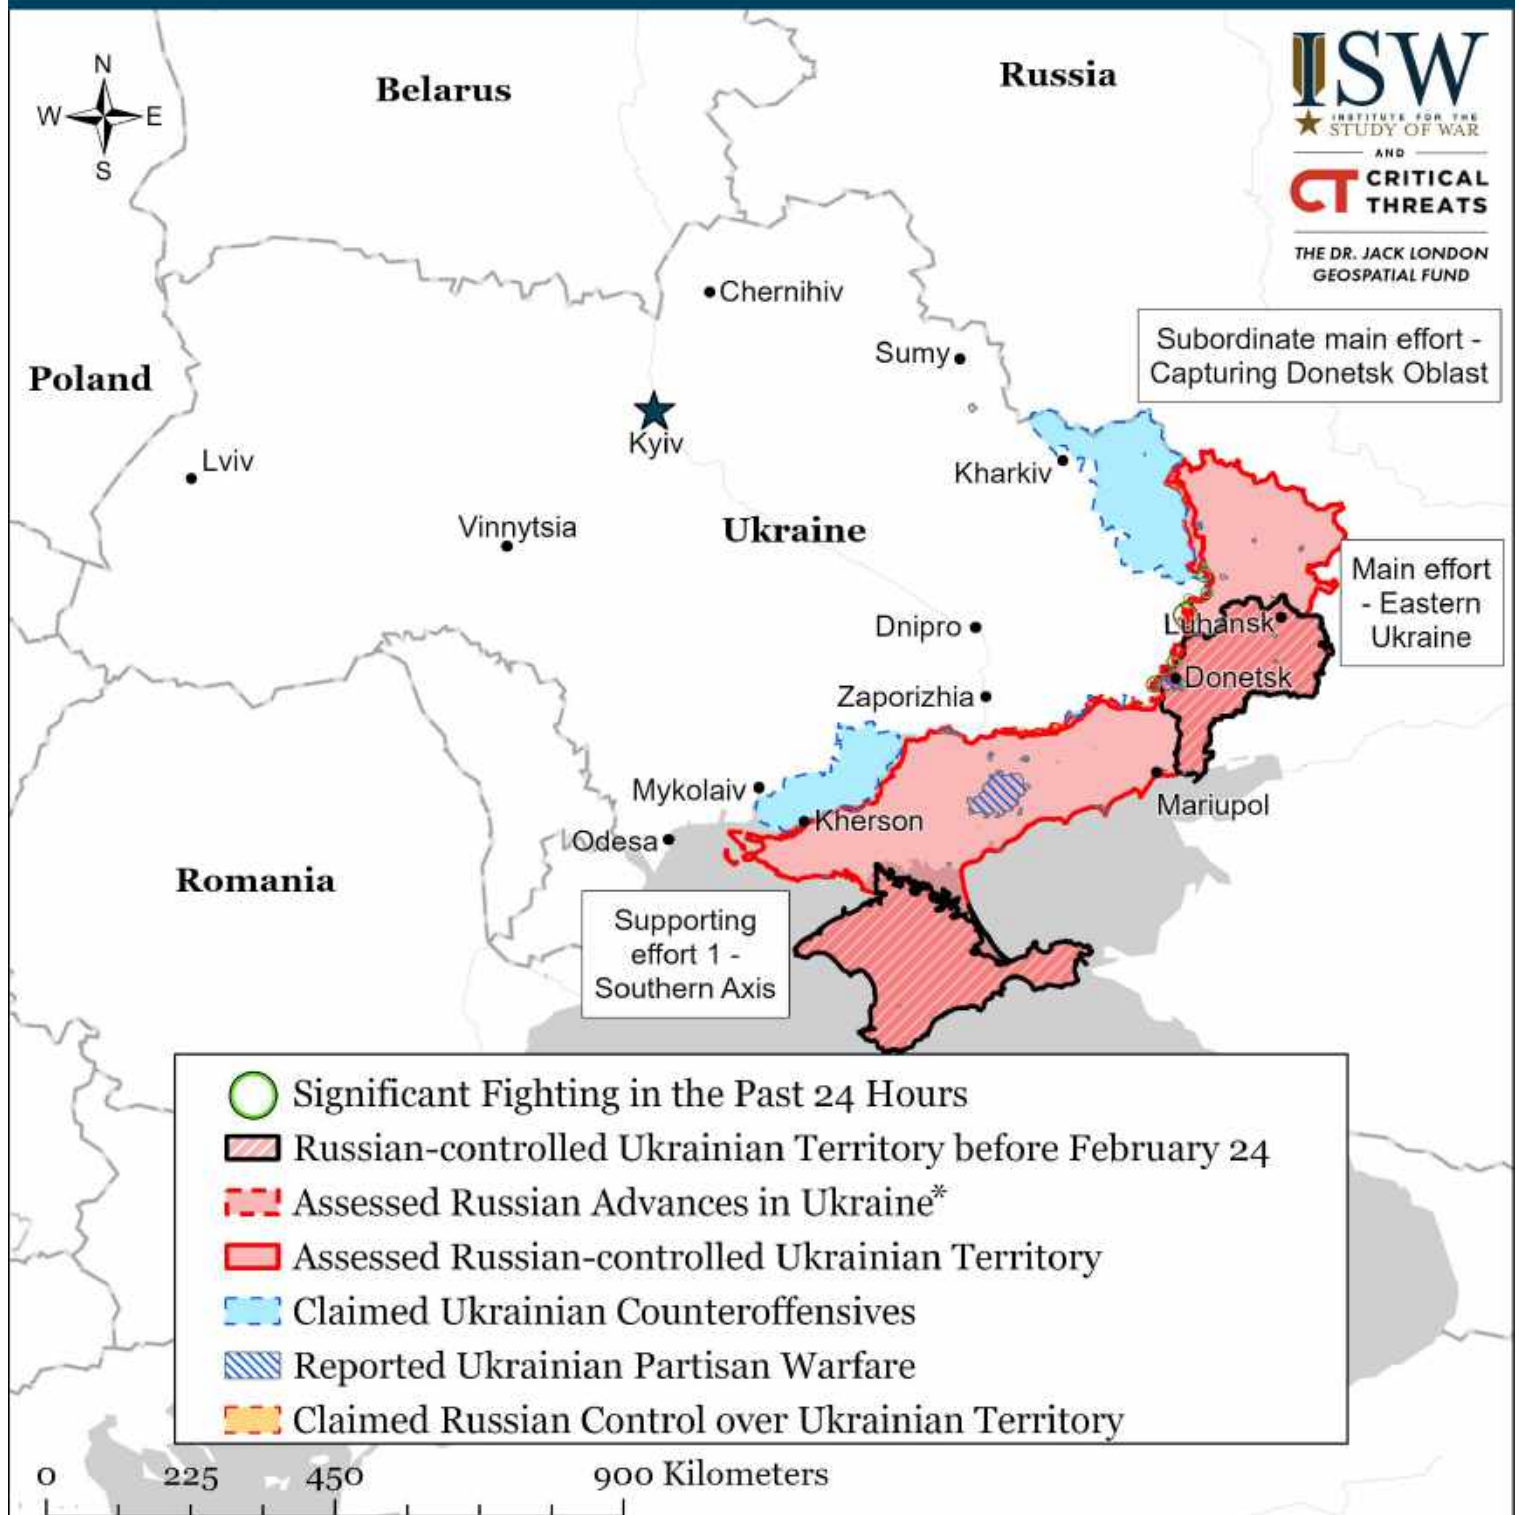 N
W E
S
Belarus
Russia
ISW
INSTITUTE FOR THE
STUDY OF WAR
AND
CT CRITICAL
THREATS
THE DR. JACK LONDON
GEOSPATIAL FUND
Chernihiv
Subordinate main effort -
Capturing Donetsk Oblast
Sumy
Poland
Kyiv
Lviv
Kharkiv
Vinnytsia
Ukraine
Main effort
- Eastern
Ukraine
Dnipro
Luhansk
Donetsk
Zaporizhia
Mykolaiv
Mariupol
Kherson
Odesa
Romania
Supporting
effort 1 -
Southern Axis
Significant Fighting in the Past 24 Hours
Russian-controlled Ukrainian Territory before February 24
Assessed Russian Advances in Ukraine*
Assessed Russian-controlled Ukrainian Territory
Claimed Ukrainian Counteroffensives
Reported Ukrainian Partisan Warfare
Claimed Russian Control over Ukrainian Territory
0 225 450 900 Kilometers